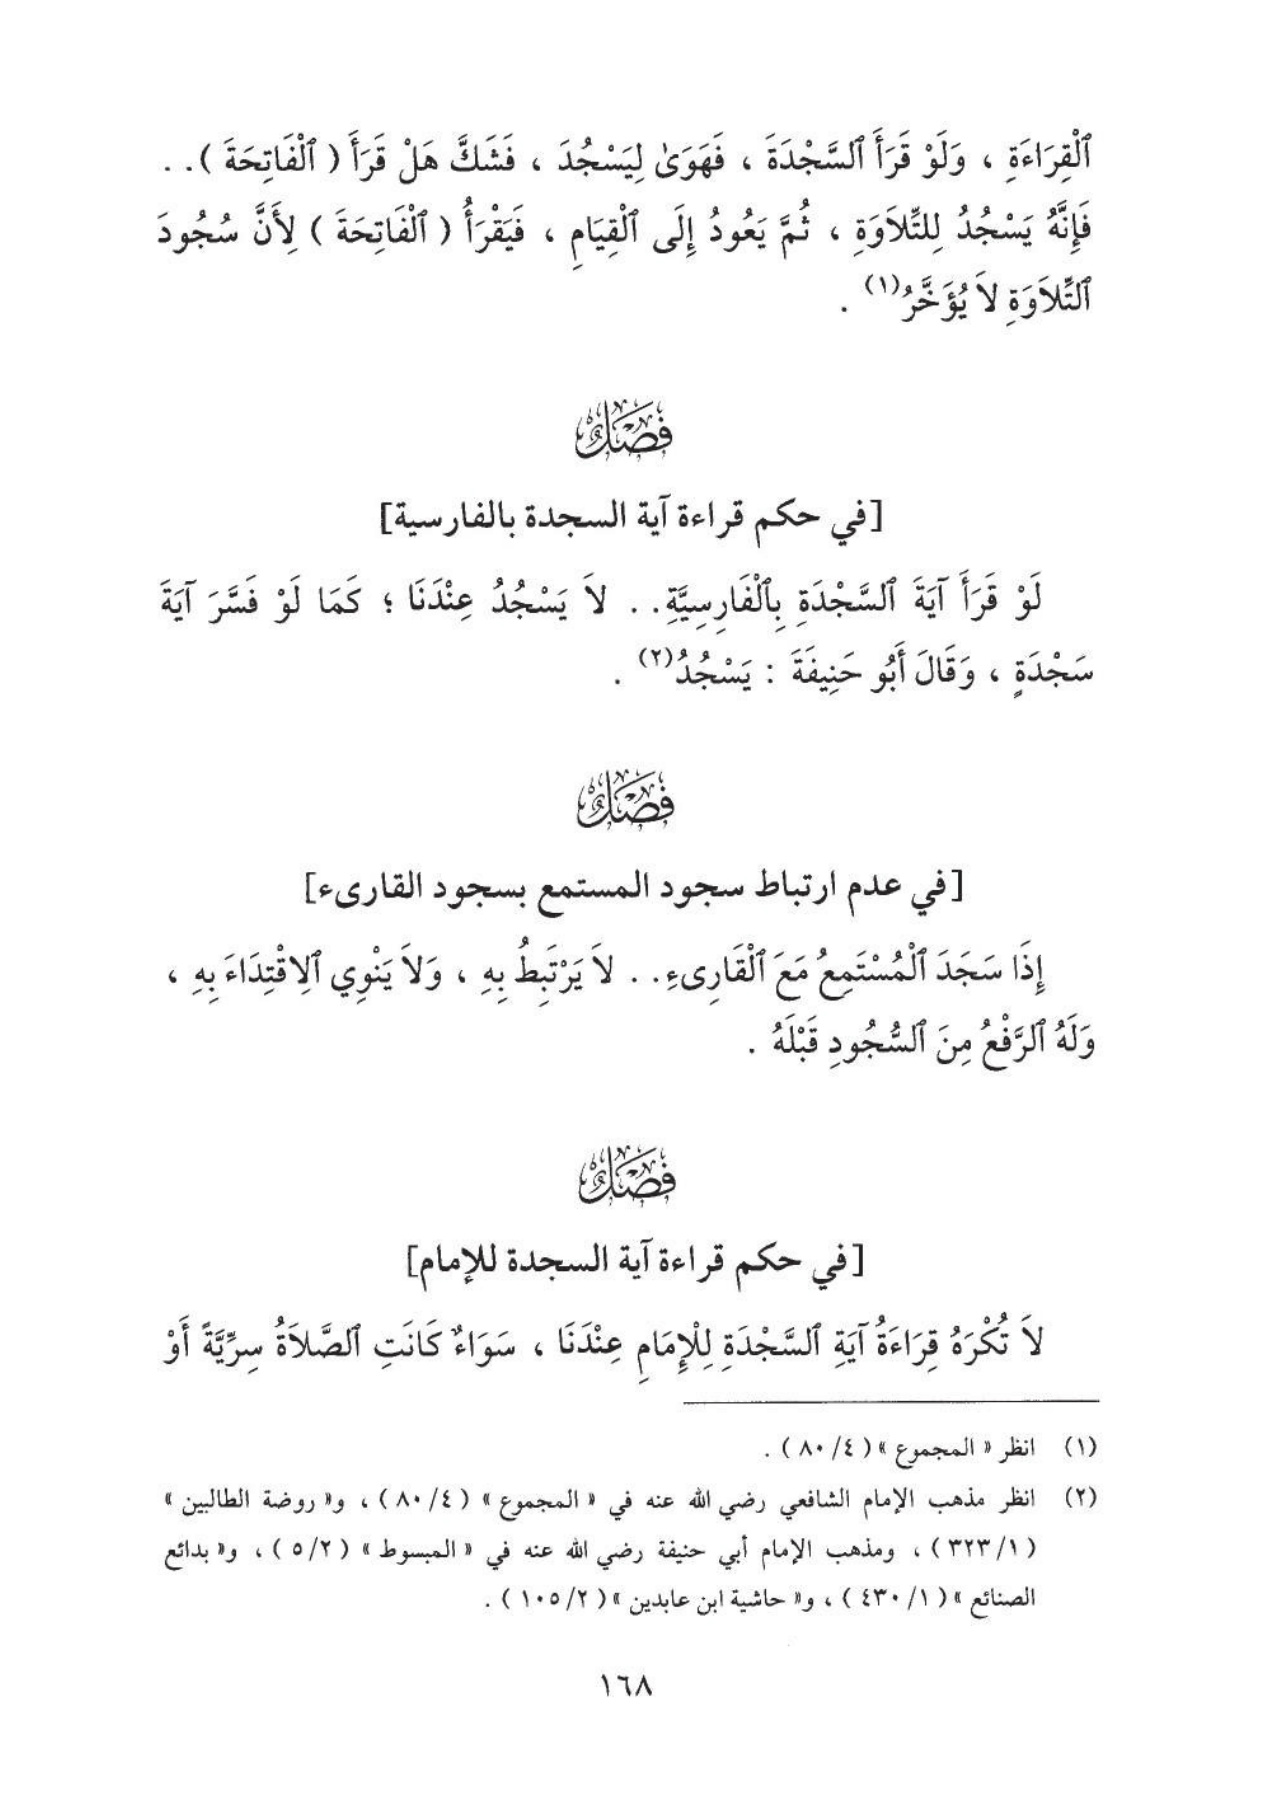 ٱلْقِرَاءَةِ ، وَلَوْ قَرَأَ ٱلسَّجْدَةَ ، فَهَوَىٰ لِيَسْجُدَ ، فَشَكَّ هَلْ قَرَأَ ( ٱلْفَاتِحَةَ ) . .
فَإِنَّهُ يَسْجُدُ لِلتِّلاَوَةِ ، ثُمَّ يَعُودُ إِلَى ٱلْقِيَامِ ، فَيَقْرَأُ ( ٱلْفَاتِحَةَ ) لِأَنَّ سُجُودَ
ٱلتِّلاَوَةِ لاَ يُؤَخَّرُ(١) .
فَصْلٌ
[في حكم قراءة آية السجدة بالفارسية]
لَوْ قَرَأَ آيَةَ ٱلسَّجْدَةِ بِٱلْفَارِسِيَّةِ . . لاَ يَسْجُدُ عِنْدَنَا ؛ كَمَا لَوْ فَسَّرَ آيَةَ
سَجْدَةٍ ، وَقَالَ أَبُو حَنِيفَةَ : يَسْجُدُ(٢) .
فَصْلٌ
[في عدم ارتباط سجود المستمع بسجود القارىء]
إِذَا سَجَدَ ٱلْمُسْتَمِعُ مَعَ ٱلْقَارِىءِ . . لاَ يَرْتَبِطُ بِهِ ، وَلاَ يَنْوِي ٱلِاقْتِدَاءَ بِهِ ،
وَلَهُ ٱلرَّفْعُ مِنَ ٱلسُّجُودِ قَبْلَهُ .
فَصْلٌ
[في حكم قراءة آية السجدة للإمام]
لاَ تُكْرَهُ قِرَاءَةُ آيَةِ ٱلسَّجْدَةِ لِلْإِمَامِ عِنْدَنَا ، سَوَاءٌ كَانَتِ ٱلصَّلاَةُ سِرِّيَّةً أَوْ
(١) انظر « المجموع » ( ٤/ ٨٠ ) .
(٢) انظر مذهب الإمام الشافعي رضي الله عنه في « المجموع » ( ٤/ ٨٠ ) ، و« روضة الطالبين »
( ١/ ٣٢٣ ) ، ومذهب الإمام أبي حنيفة رضي الله عنه في « المبسوط » ( ٢/ ٥ ) ، و« بدائع
الصنائع » ( ١/ ٤٣٠ ) ، و« حاشية ابن عابدين » ( ٢/ ١٠٥ ) .
١٦٨